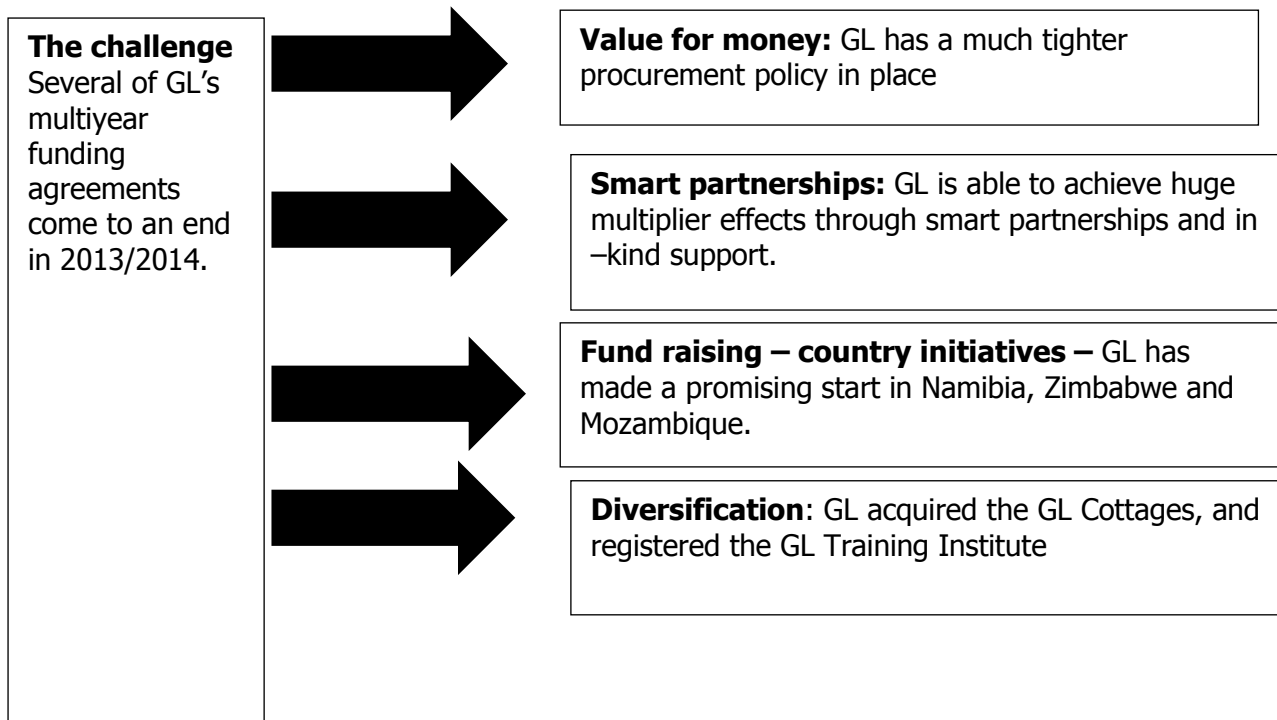 The challenge
Several of GL’s
multiyear
funding
agreements
come to an end
in 2013/2014.
Value for money: GL has a much tighter
procurement policy in place
Smart partnerships: GL is able to achieve huge
multiplier effects through smart partnerships and in
–kind support.
Fund raising – country initiatives – GL has
made a promising start in Namibia, Zimbabwe and
Mozambique.
Diversification: GL acquired the GL Cottages, and
registered the GL Training Institute